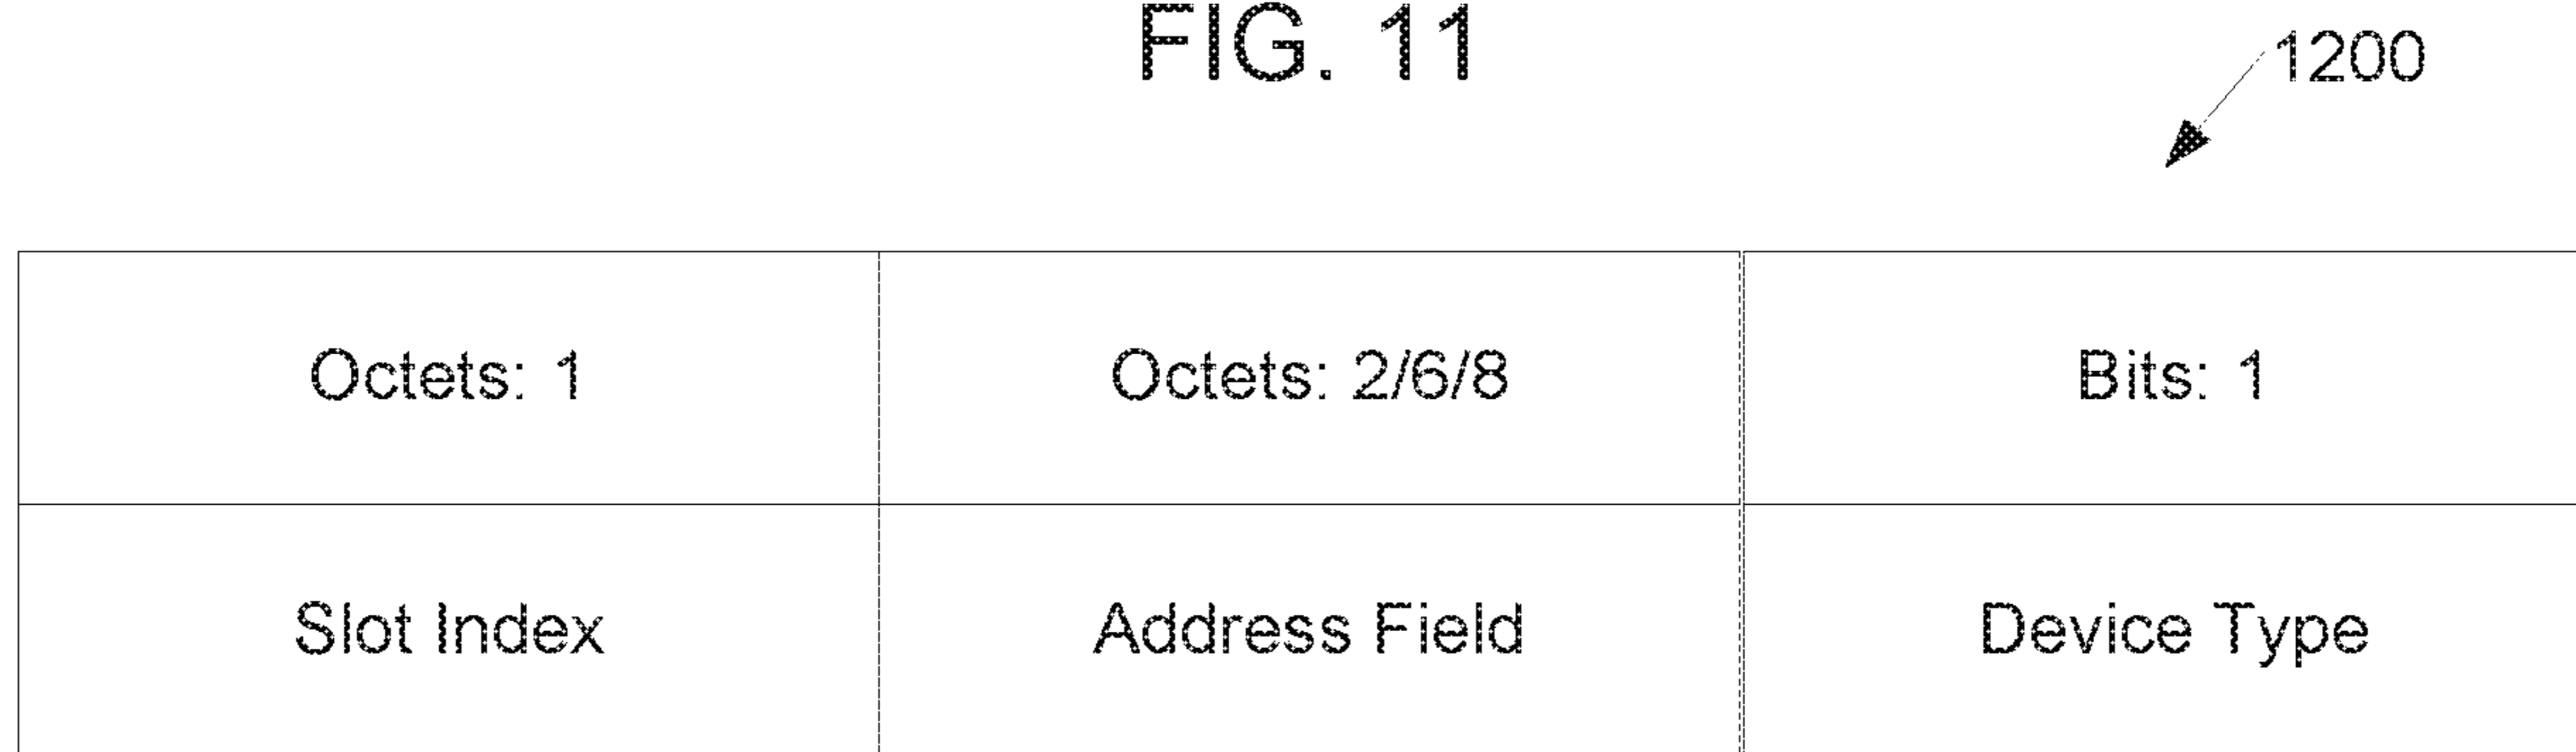 FIG. 11
1200
Octets: 1 Octets: 2/6/8 Bits: 1
Slot Index Address Field Device Type